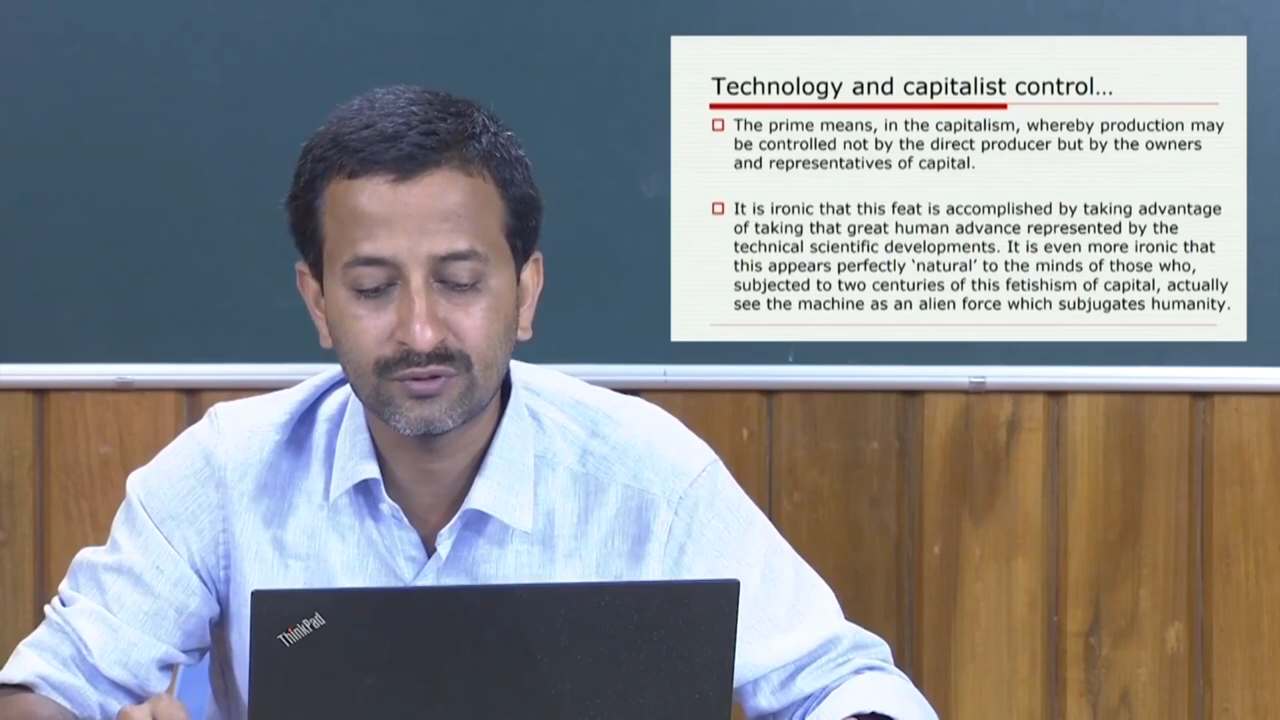 Technology and capitalist control...
The prime means, in the capitalism, whereby production may
be controlled not by the direct producer but by the owners
and representatives of capital.
It is ironic that this feat is accomplished by taking advantage
of taking that great human advance represented by the
technical scientific developments. It is even more ironic that
this appears perfectly ‘natural’ to the minds of those who,
subjected to two centuries of this fetishism of capital, actually
see the machine as an alien force which subjugates humanity.
ThinkPad